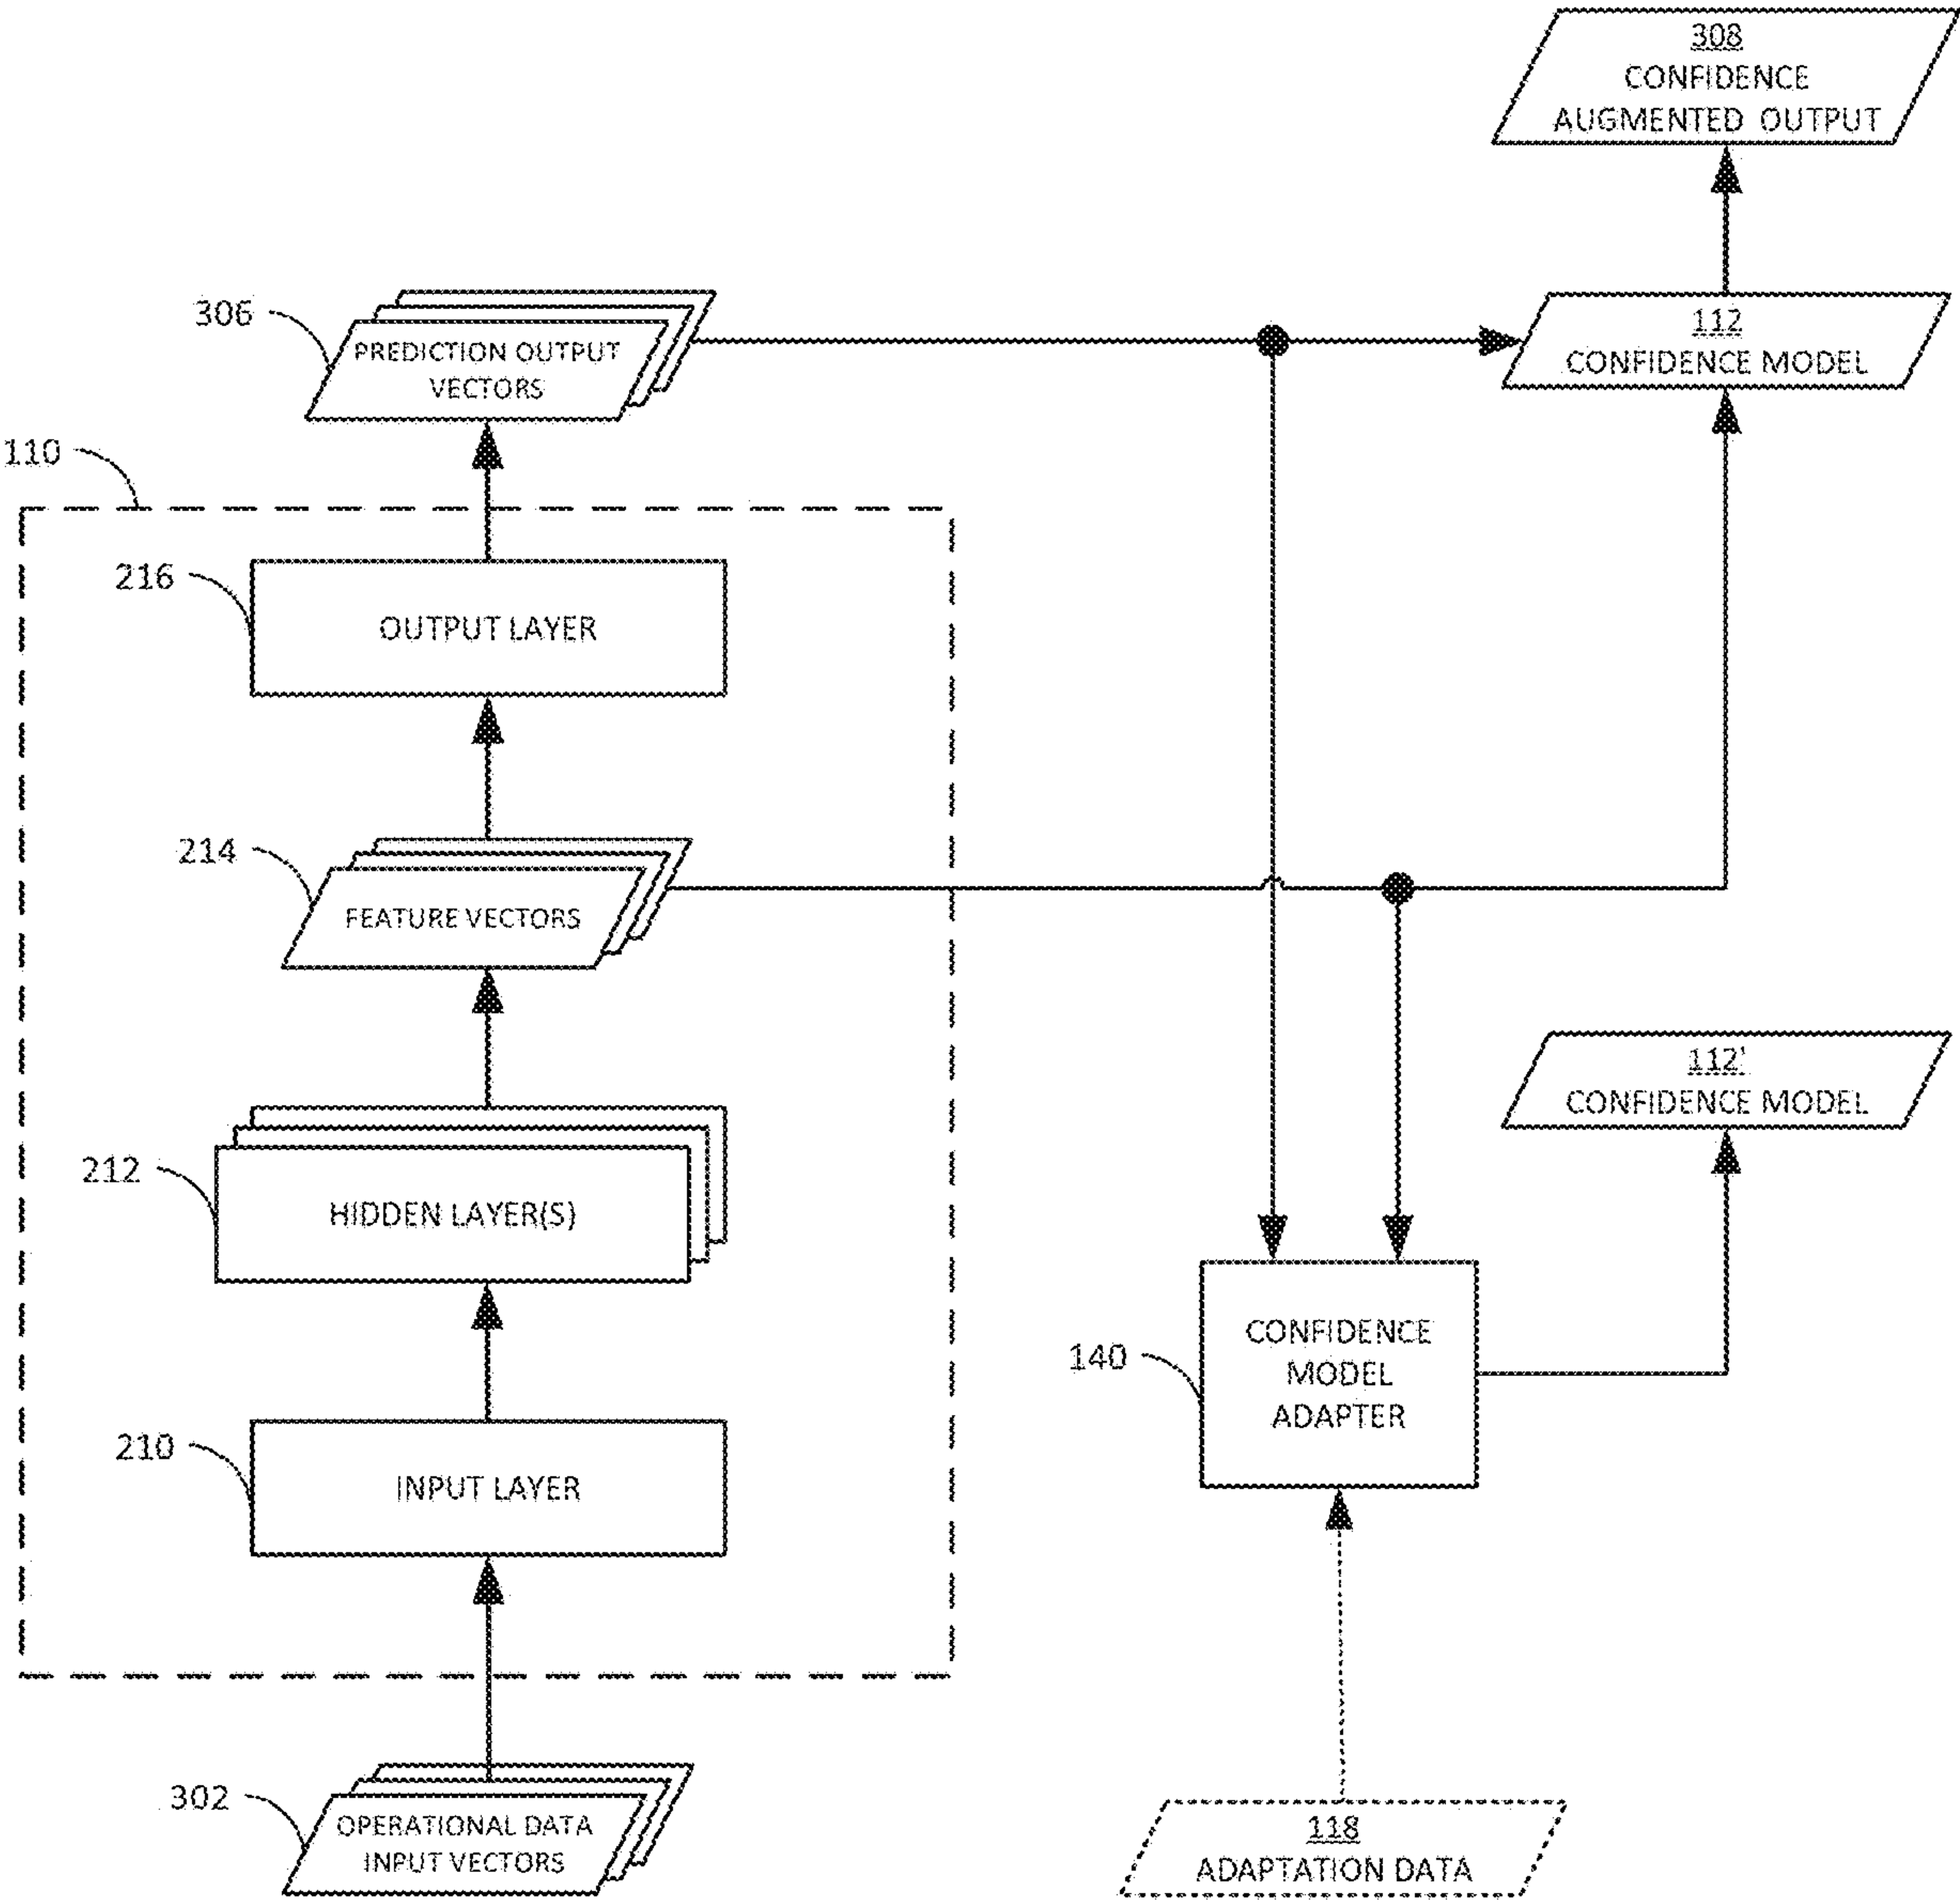 308
CONFIDENCE
AUGMENTED OUTPUT
306
PREDICTION OUTPUT
VECTORS
112
CONFIDENCE MODEL
110
216
OUTPUT LAYER
214
FEATURE VECTORS
112'
CONFIDENCE MODEL
212
HIDDEN LAYER(S)
140
CONFIDENCE
MODEL
ADAPTER
210
INPUT LAYER
302
OPERATIONAL DATA
INPUT VECTORS
118
ADAPTATION DATA